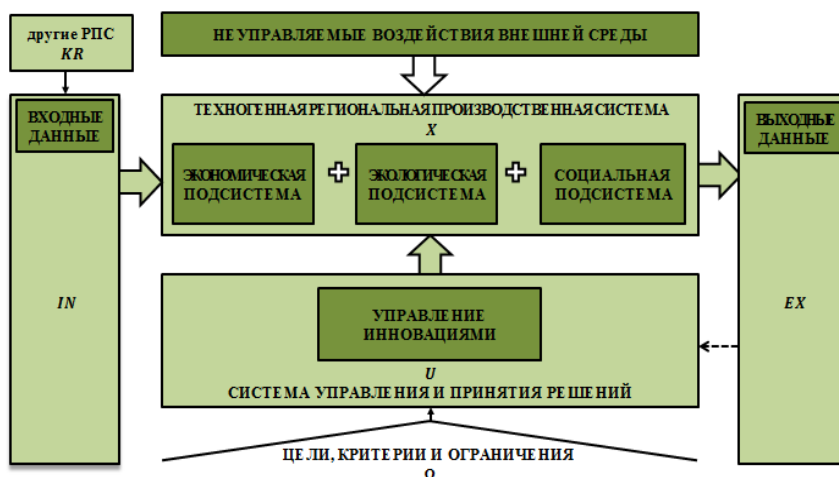 другие РПС
KR
НЕ УПРАВЛЯЕМЫЕ ВОЗДЕЙСТВИЯ ВНЕШНЕЙ СРЕДЫ
ВХОДНЫЕ
ДАННЫЕ
IN
ТЕХНОГЕННАЯ РЕГИОНАЛЬНАЯ ПРОИЗВОДСТВЕННАЯ СИСТЕМА
X
ЭКОНОМИЧЕСКАЯ
ПОДСИСТЕМА
ЭКОЛОГИЧЕСКАЯ
ПОДСИСТЕМА
СОЦИАЛЬНАЯ
ПОДСИСТЕМА
ВЫХОДНЫЕ
ДАННЫЕ
EX
УПРАВЛЕНИЕ
ИННОВАЦИЯМИ
U
СИСТЕМА УПРАВЛЕНИЯ И ПРИНЯТИЯ РЕШЕНИЙ
ЦЕЛИ, КРИТЕРИИ И ОГРАНИЧЕНИЯ